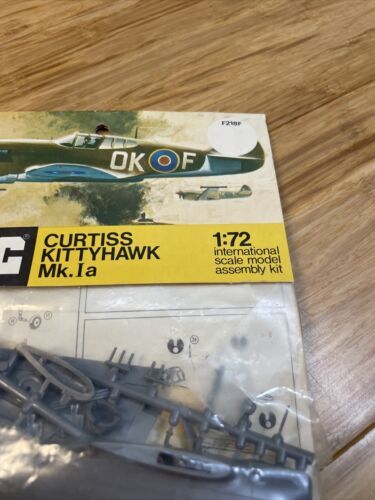 F218F
OK F
C®
CURTISS
KITTYHAWK
Mk.Ia
1:72
international
scale model
assembly kit